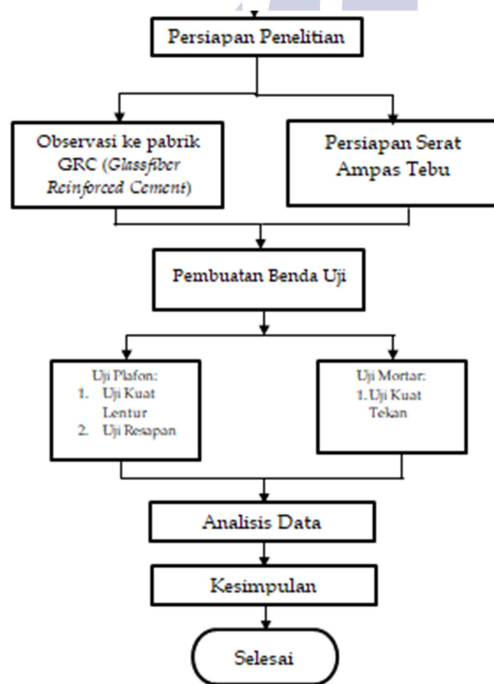 Persiapan Penelitian
Observasi ke pabrik
GRC (Glassfiber
Reinforced Cement)
Persiapan Serat
Ampas Tebu
Pembuatan Benda Uji
Uji Plafon:
1. Uji Kuat
Lentur
2. Uji Resapan
Uji Mortar:
1. Uji Kuat
Tekan
Analisis Data
Kesimpulan
Selesai